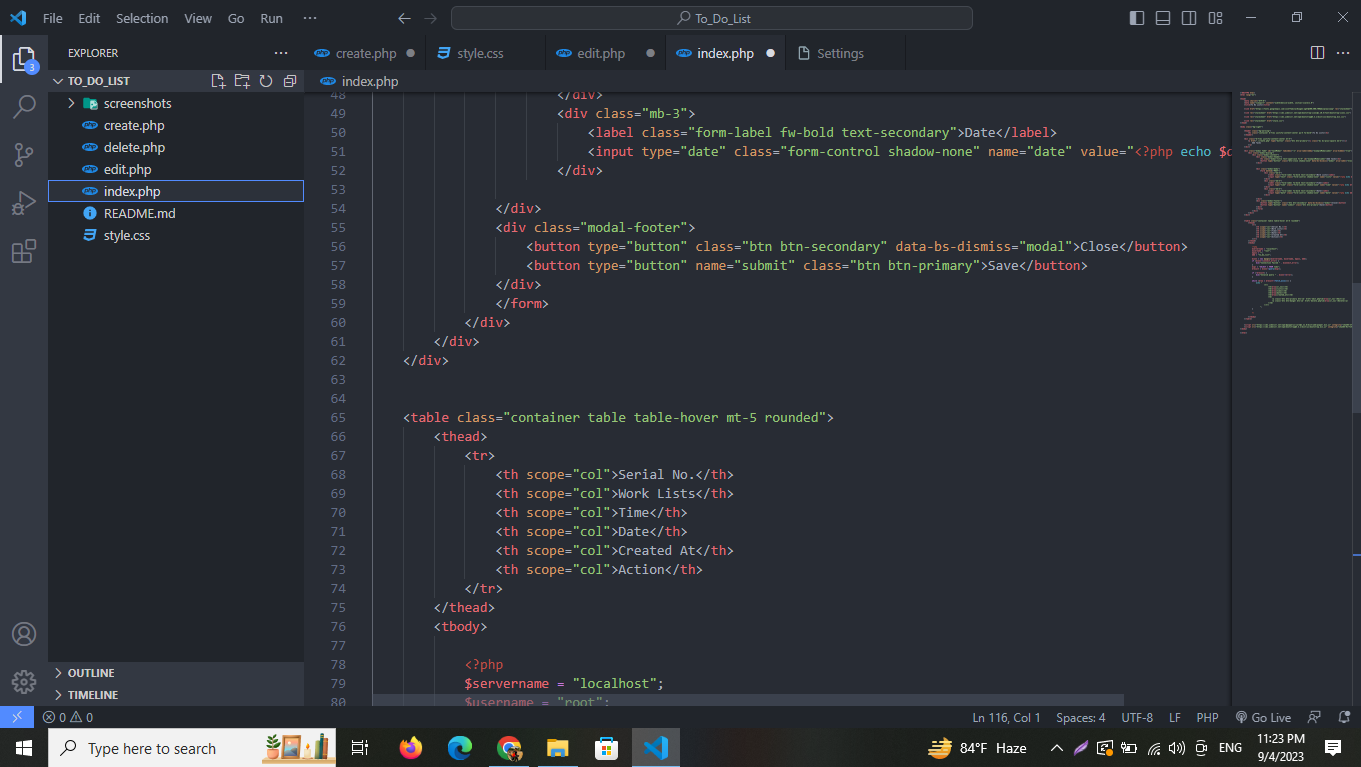 File Edit Selection View Go Run ···
To_Do_List
EXPLORER
create.php
style.css
edit.php
index.php
Settings
TO_DO_LIST
index.php
screenshots
create.php
delete.php
edit.php
index.php
README.md
style.css
OUTLINE
TIMELINE
48 </div>
49 <div class="mb-3">
50 <label class="form-label fw-bold text-secondary">Date</label>
51 <input type="date" class="form-control shadow-none" name="date" value="<?php echo $d
52 </div>
53
54 </div>
55 <div class="modal-footer">
56 <button type="button" class="btn btn-secondary" data-bs-dismiss="modal">Close</button>
57 <button type="button" name="submit" class="btn btn-primary">Save</button>
58 </div>
59 </form>
60 </div>
61 </div>
62 </div>
63
64
65 <table class="container table table-hover mt-5 rounded">
66 <thead>
67 <tr>
68 <th scope="col">Serial No.</th>
69 <th scope="col">Work Lists</th>
70 <th scope="col">Time</th>
71 <th scope="col">Date</th>
72 <th scope="col">Created At</th>
73 <th scope="col">Action</th>
74 </tr>
75 </thead>
76 <tbody>
77
78 <?php
79 $servername = "localhost";
80 $username = "root";
3
0 0
Ln 116, Col 1 Spaces: 4 UTF-8 LF PHP Go Live
Type here to search
84°F Haze
ENG
11:23 PM
9/4/2023